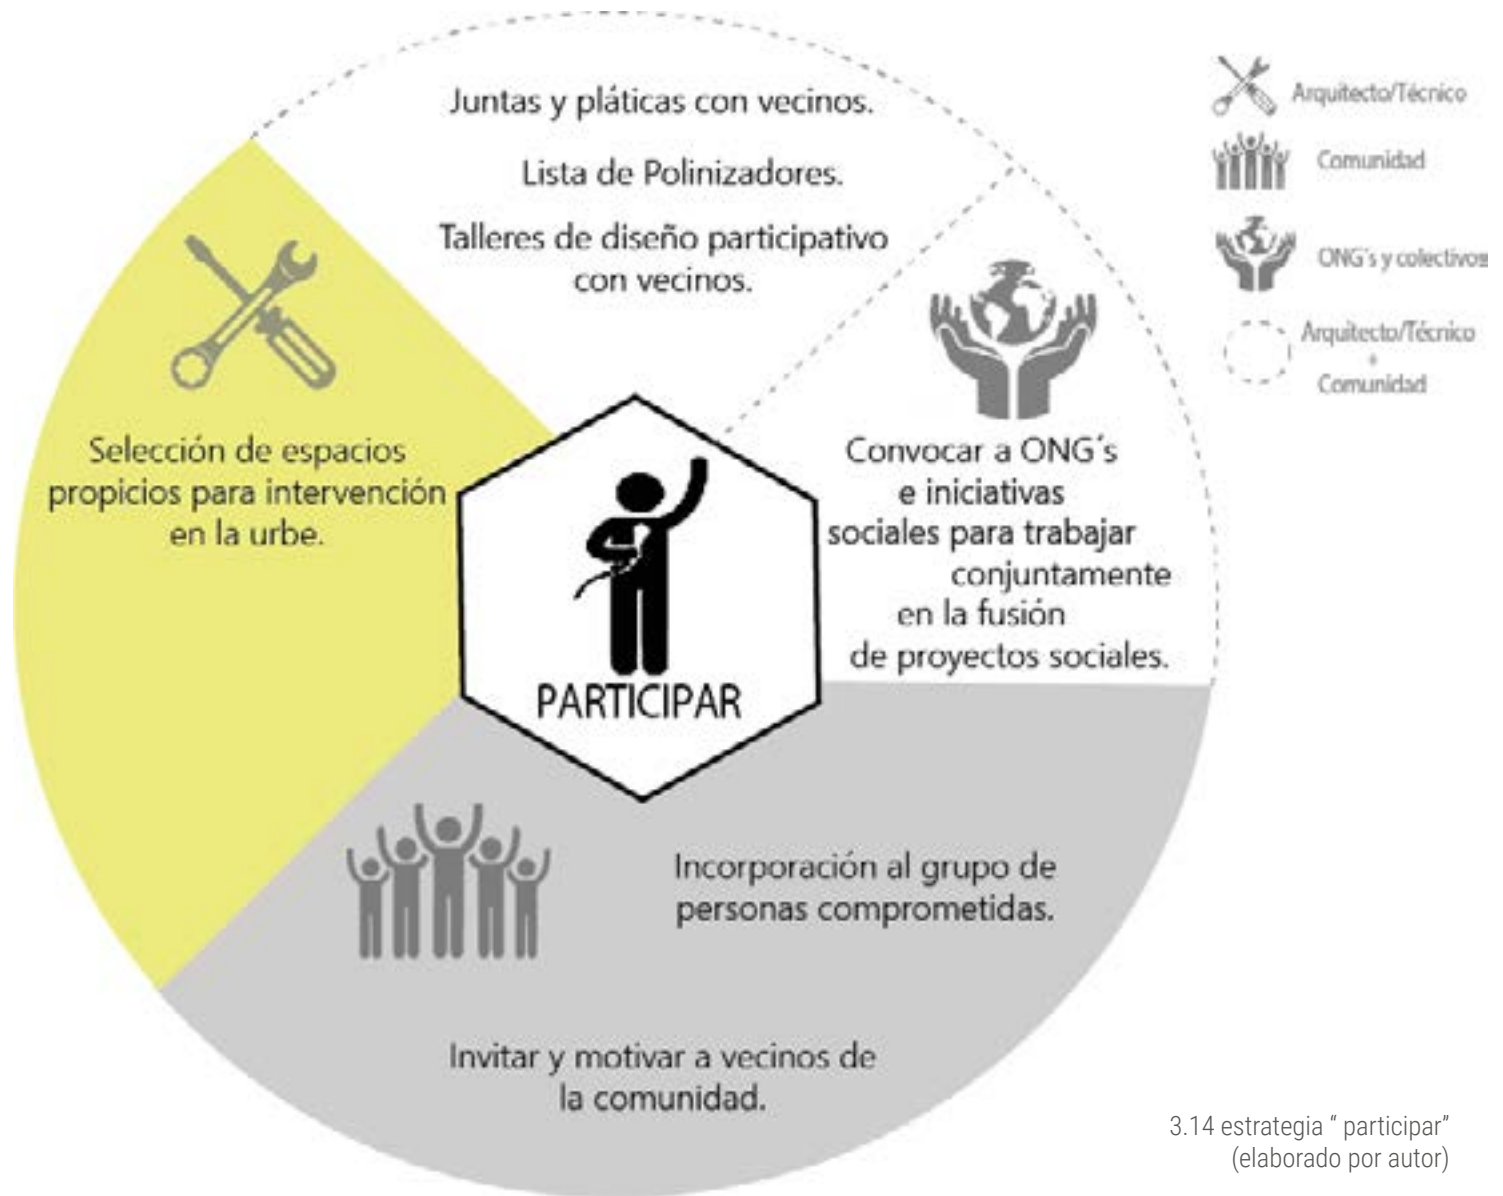 Juntas y pláticas con vecinos.
Lista de Polinizadores.
Talleres de diseño participativo
con vecinos.
Selección de espacios
propicios para intervención
en la urbe.
Convocar a ONG´s
e iniciativas
sociales para trabajar
conjuntamente
en la fusión
de proyectos sociales.
PARTICIPAR
Incorporación al grupo de
personas comprometidas.
Invitar y motivar a vecinos de
la comunidad.
Arquitecto/Técnico
Comunidad
ONG´s y colectivos
Arquitecto/Técnico
+
Comunidad
3.14 estrategia “ participar”
(elaborado por autor)